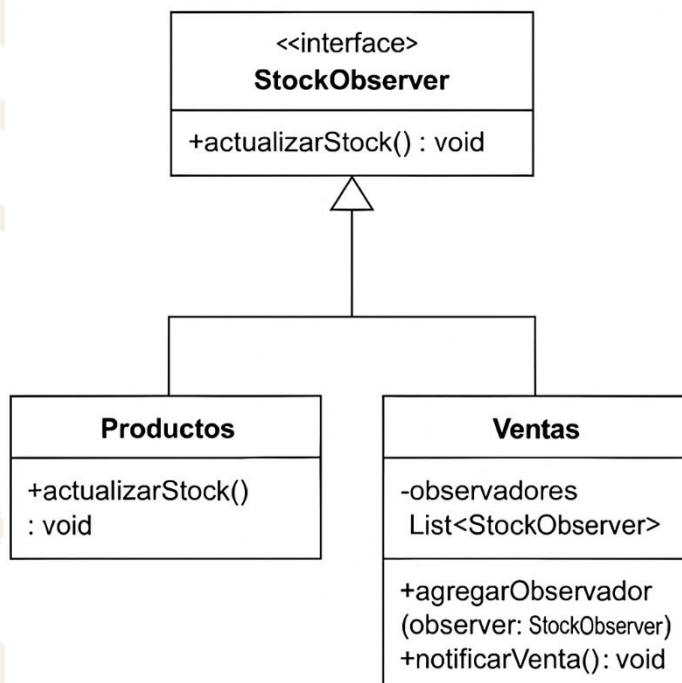 <<interface>
StockObserver
+actualizarStock() : void
Productos
+actualizarStock()
: void
Ventas
-observadores
List<StockObserver>
+agregarObservador
(observer: StockObserver)
+notificarVenta(): void